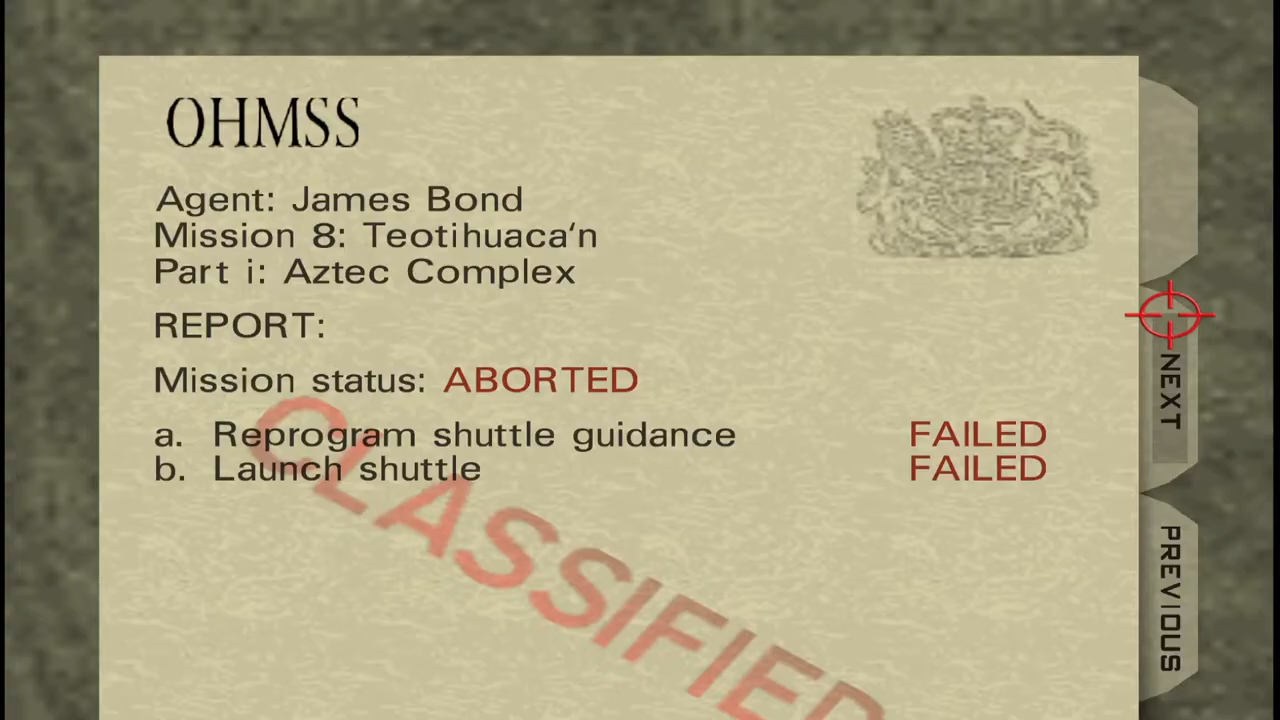 OHMSS
Agent: James Bond
Mission 8: Teotihuaca'n
Part i: Aztec Complex
REPORT:
Mission status: ABORTED
a. Reprogram shuttle guidance FAILED
b. Launch shuttle FAILED
CLASSIFIED
NEXT
PREVIOUS